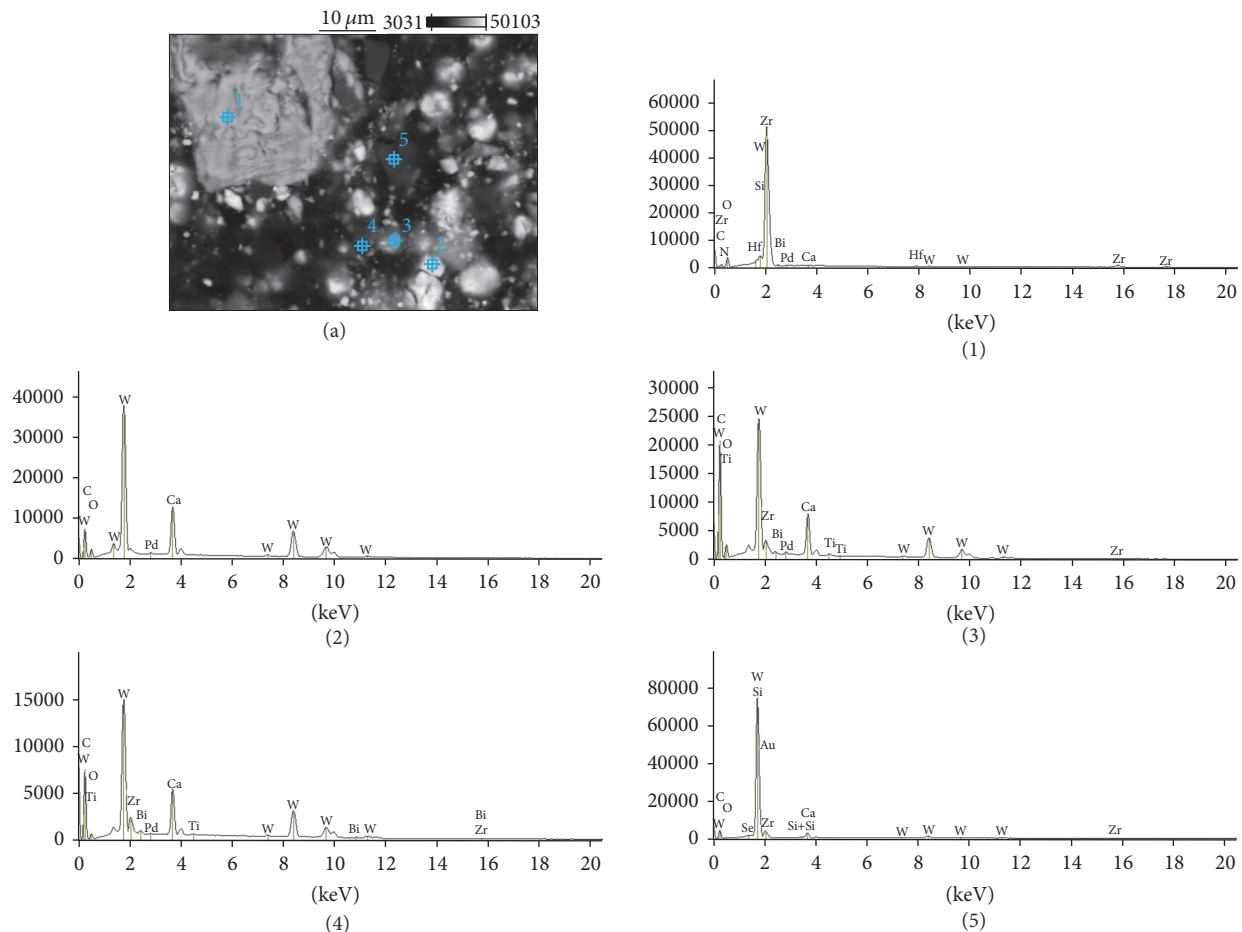 10 μm 3031 50103
1
5
4 3
2
(a)
60000
50000
40000
30000
20000
10000
0
Zr
W
Si
O
Zr
C
N
Hf
Bi
Pd
Ca
Hf
W
W
Zr
Zr
0 2 4 6 8 10 12 14 16 18 20
(keV)
(1)
40000
30000
20000
10000
0
W
C
O
W
W
Pd
Ca
W
W
W
W
0 2 4 6 8 10 12 14 16 18 20
(keV)
(2)
30000
25000
20000
15000
10000
5000
0
C
W
O
Ti
W
Zr
Bi
Pd
Ca
Ti
Ti
W
W
W
W
Zr
0 2 4 6 8 10 12 14 16 18 20
(keV)
(3)
15000
10000
5000
0
W
C
W
O
Ti
Zr
Bi
Pd
Ca
Ti
W
W
W
Bi
W
Bi
Zr
0 2 4 6 8 10 12 14 16 18 20
(keV)
(4)
80000
60000
40000
20000
0
W
Si
Au
C
O
W
Se
Zr
Ca
Si+Si
W
W
W
W
Zr
0 2 4 6 8 10 12 14 16 18 20
(keV)
(5)